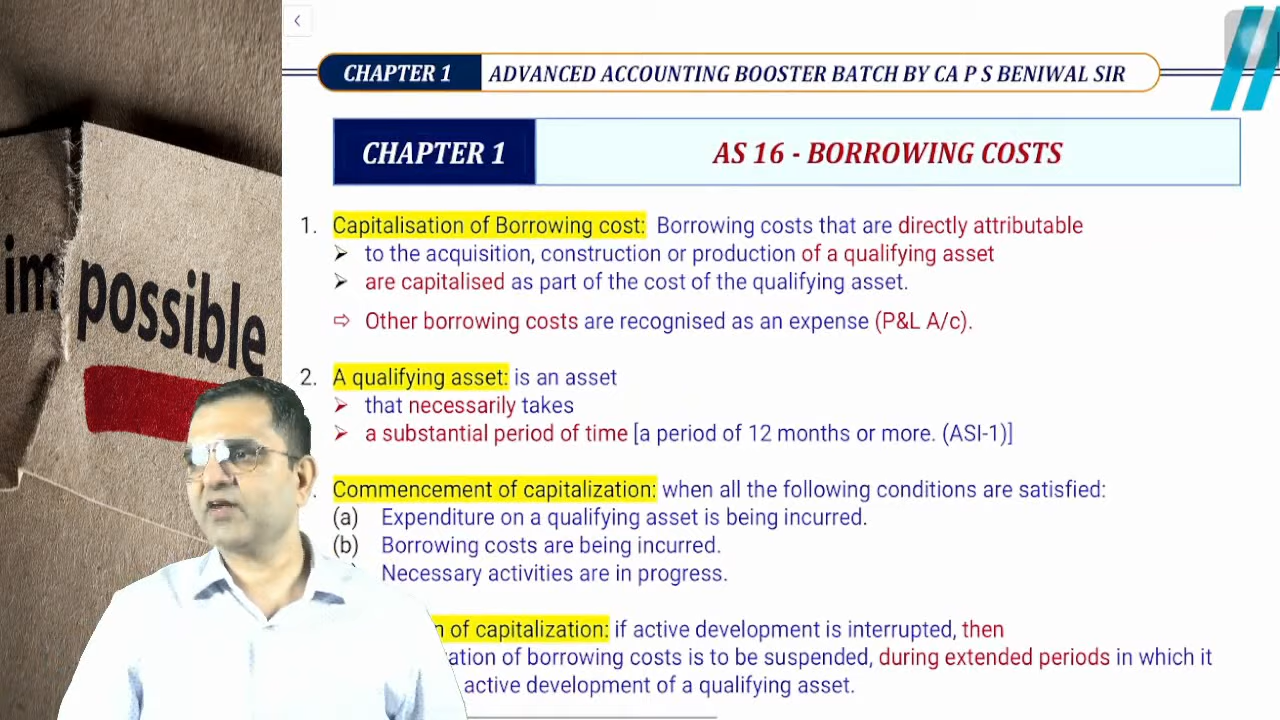 impossible
CHAPTER 1 ADVANCED ACCOUNTING BOOSTER BATCH BY CA P S BENIWAL SIR
CHAPTER 1 AS 16 - BORROWING COSTS
1. Capitalisation of Borrowing cost: Borrowing costs that are directly attributable
➢ to the acquisition, construction or production of a qualifying asset
➢ are capitalised as part of the cost of the qualifying asset.
⇨ Other borrowing costs are recognised as an expense (P&L A/c).
2. A qualifying asset: is an asset
➢ that necessarily takes
➢ a substantial period of time [a period of 12 months or more. (ASI-1)]
Commencement of capitalization: when all the following conditions are satisfied:
(a) Expenditure on a qualifying asset is being incurred.
(b) Borrowing costs are being incurred.
Necessary activities are in progress.
of capitalization: if active development is interrupted, then
of borrowing costs is to be suspended, during extended periods in which it
active development of a qualifying asset.